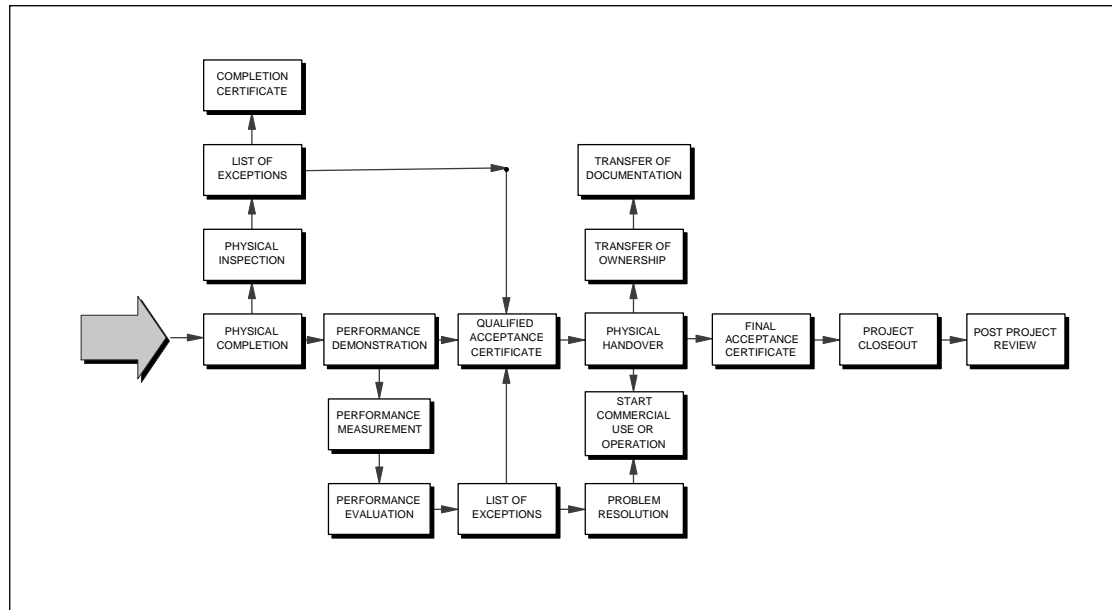 COMPLETION
CERTIFICATE
LIST OF
EXCEPTIONS
TRANSFER OF
DOCUMENTATION
PHYSICAL
INSPECTION
TRANSFER OF
OWNERSHIP
PHYSICAL
COMPLETION
PERFORMANCE
DEMONSTRATION
QUALIFIED
ACCEPTANCE
CERTIFICATE
PHYSICAL
HANDOVER
FINAL
ACCEPTANCE
CERTIFICATE
PROJECT
CLOSEOUT
POST PROJECT
REVIEW
PERFORMANCE
MEASUREMENT
START
COMMERCIAL
USE OR
OPERATION
PERFORMANCE
EVALUATION
LIST OF
EXCEPTIONS
PROBLEM
RESOLUTION